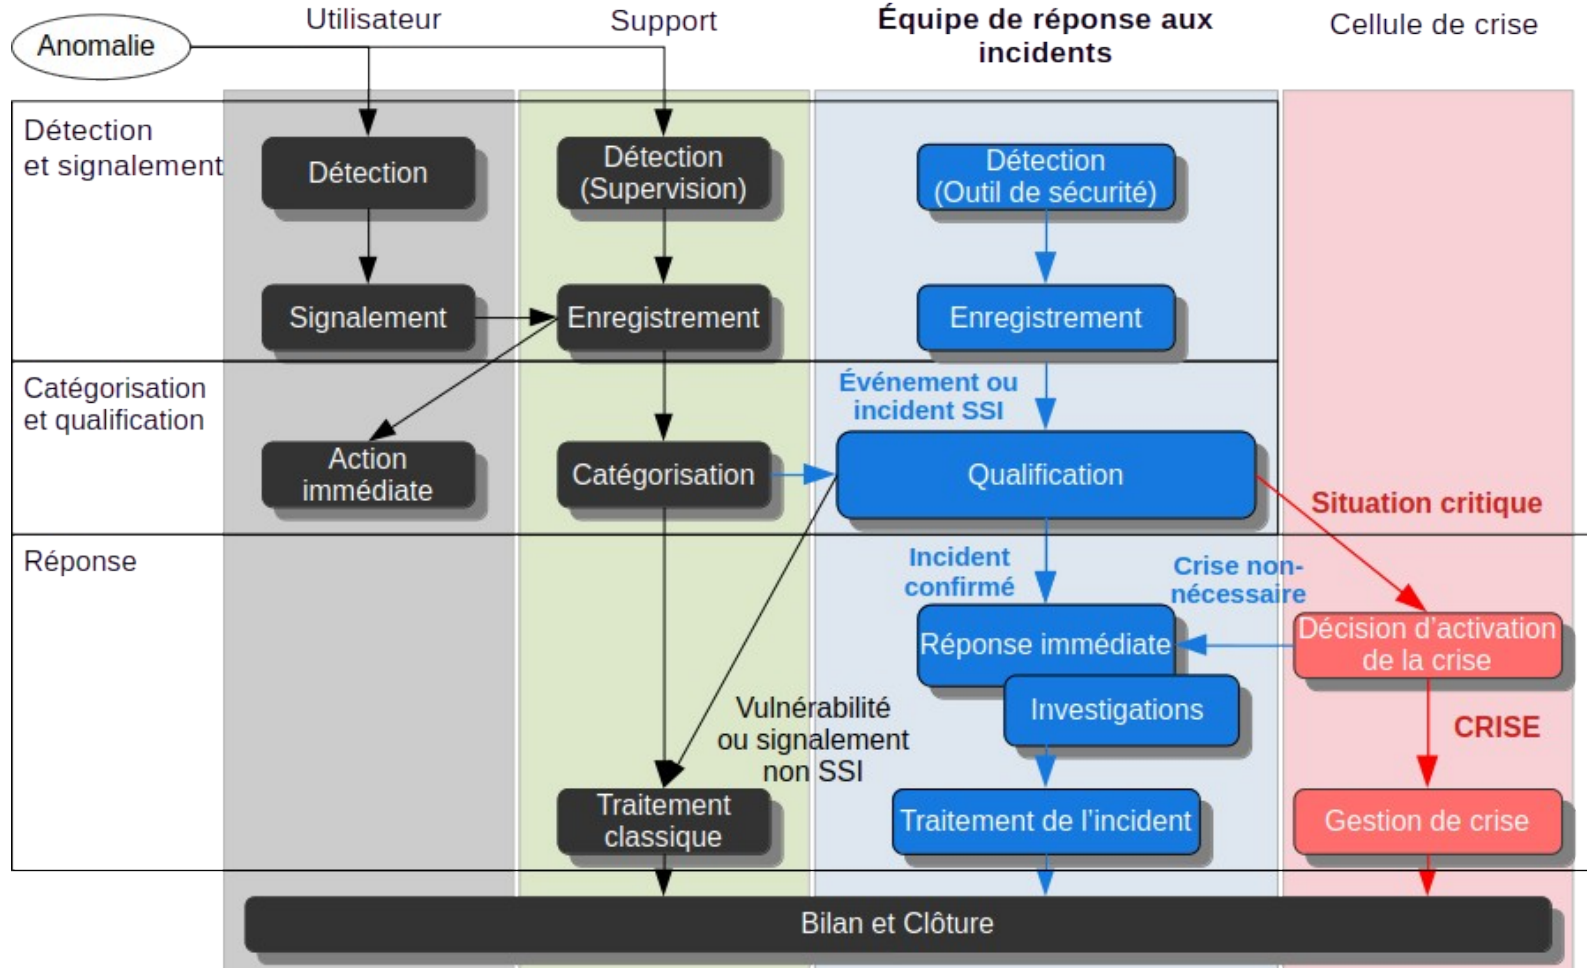 Anomalie
Utilisateur
Support
Équipe de réponse aux
incidents
Cellule de crise
Détection
et signalement
Détection
Détection
(Supervision)
Détection
(Outil de sécurité)
Signalement
Enregistrement
Enregistrement
Catégorisation
et qualification
Événement ou
incident SSI
Action
immédiate
Catégorisation
Qualification
Situation critique
Réponse
Incident
confirmé
Crise non-
nécessaire
Réponse immédiate
Décision d’activation
de la crise
Investigations
Vulnérabilité
ou signalement
non SSI
CRISE
Traitement
classique
Traitement de l’incident
Gestion de crise
Bilan et Clôture